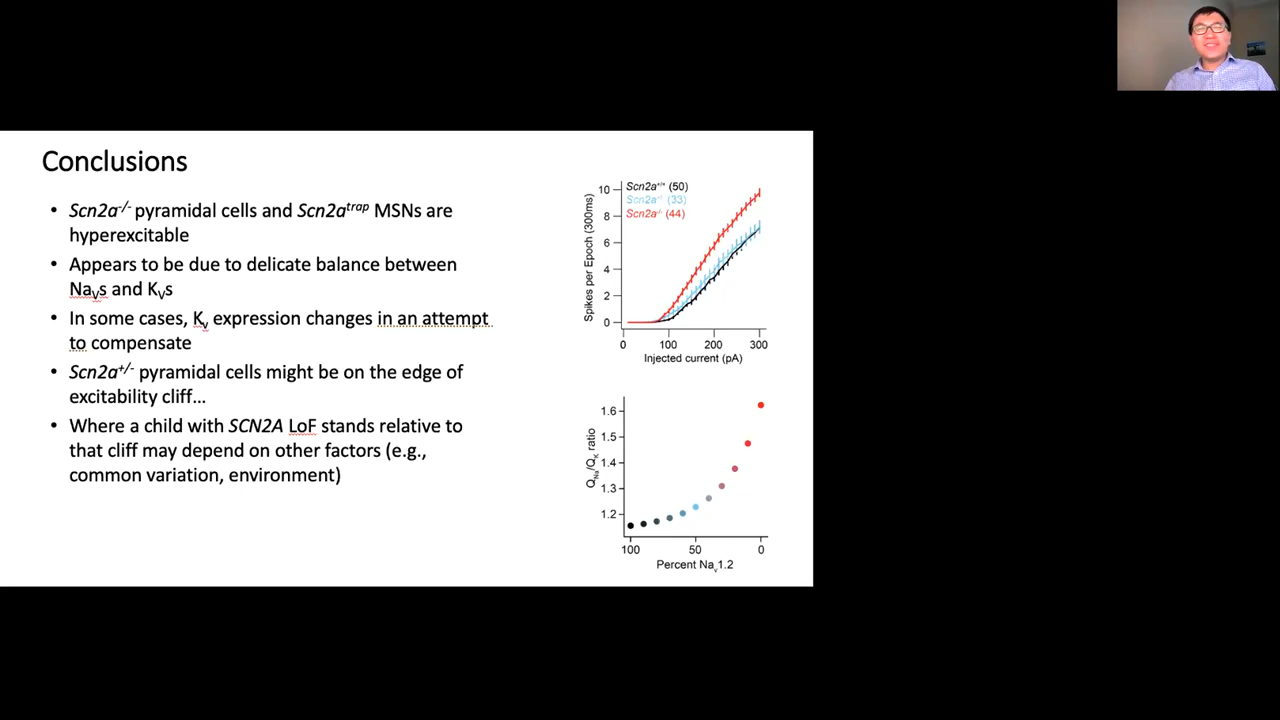 Conclusions
• Scn2a-/- pyramidal cells and Scn2atrap MSNs are
hyperexcitable
• Appears to be due to delicate balance between
NaVs and KVs
• In some cases, Kv expression changes in an attempt
to compensate
• Scn2a+/- pyramidal cells might be on the edge of
excitability cliff...
• Where a child with SCN2A LoF stands relative to
that cliff may depend on other factors (e.g.,
common variation, environment)
Scn2a+/+ (50)
Scn2a+/- (33)
Scn2a-/- (44)
Spikes per Epoch (300ms)
10
8
6
4
2
0
0 100 200 300
Injected current (pA)
QNa/QK ratio
1.6
1.5
1.4
1.3
1.2
100 50 0
Percent Nav1.2